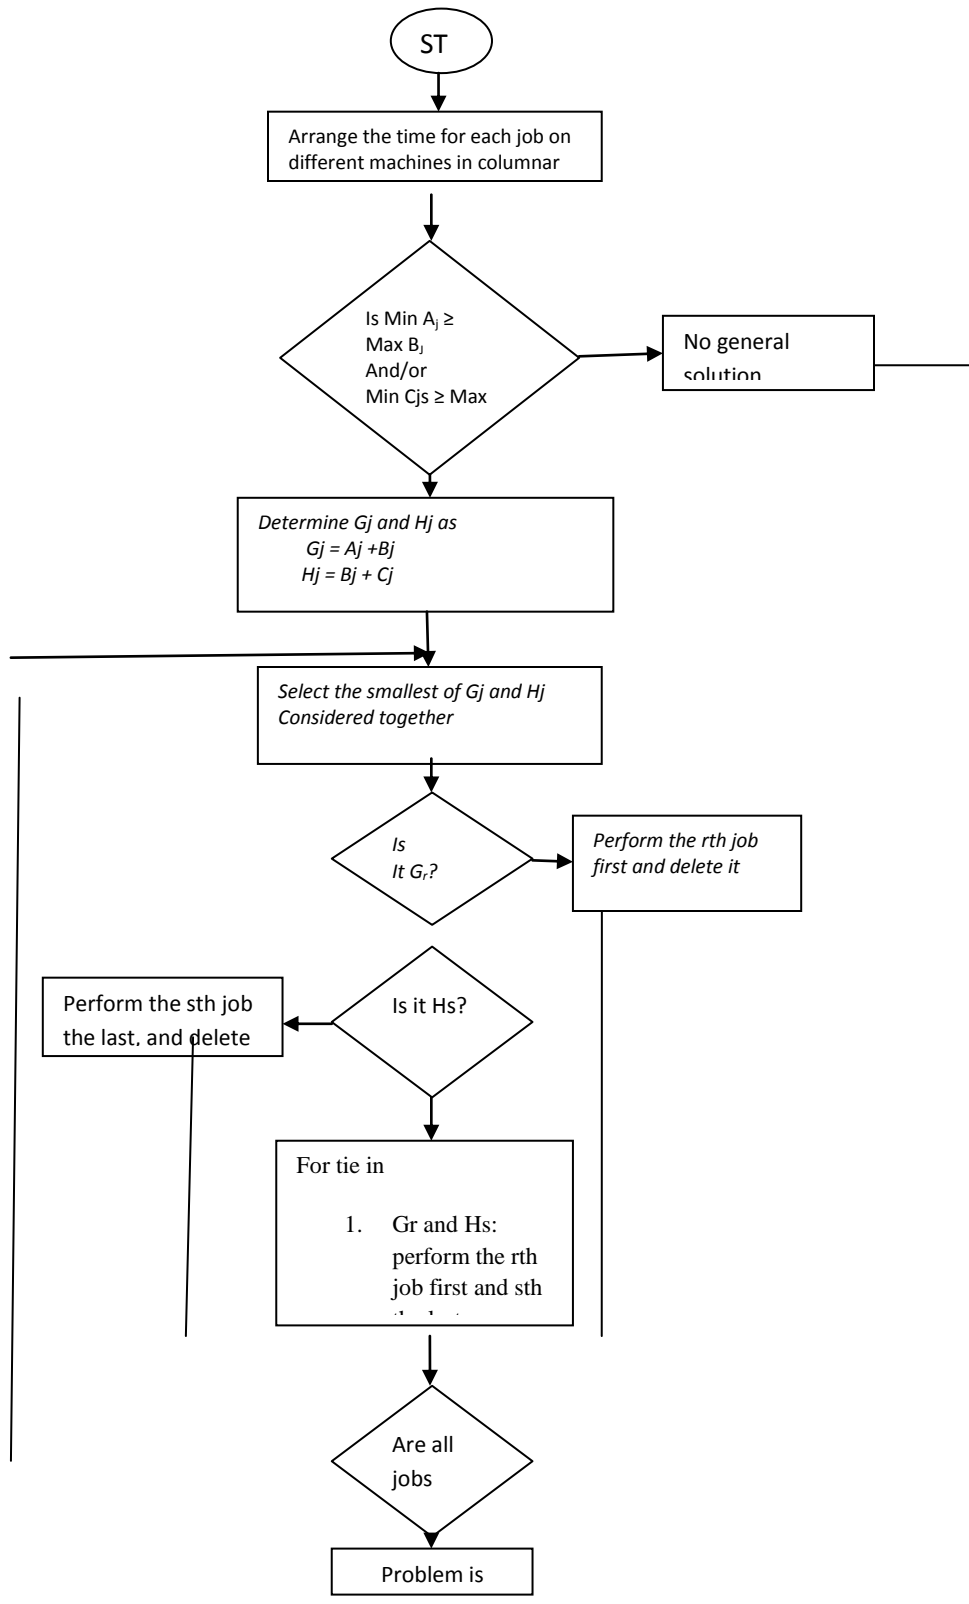 ST
Arrange the time for each job on
different machines in columnar
Is Min Aⱼ ≥
Max Bⱼ
And/or
Min Cjs ≥ Max
No general
solution
Determine Gj and Hj as
Gj = Aj +Bj
Hj = Bj + Cj
Select the smallest of Gj and Hj
Considered together
Is
It Gᵣ?
Perform the rth job
first and delete it
Is it Hs?
Perform the sth job
the last, and delete
For tie in
1. Gr and Hs:
perform the rth
job first and sth
Are all
jobs
Problem is